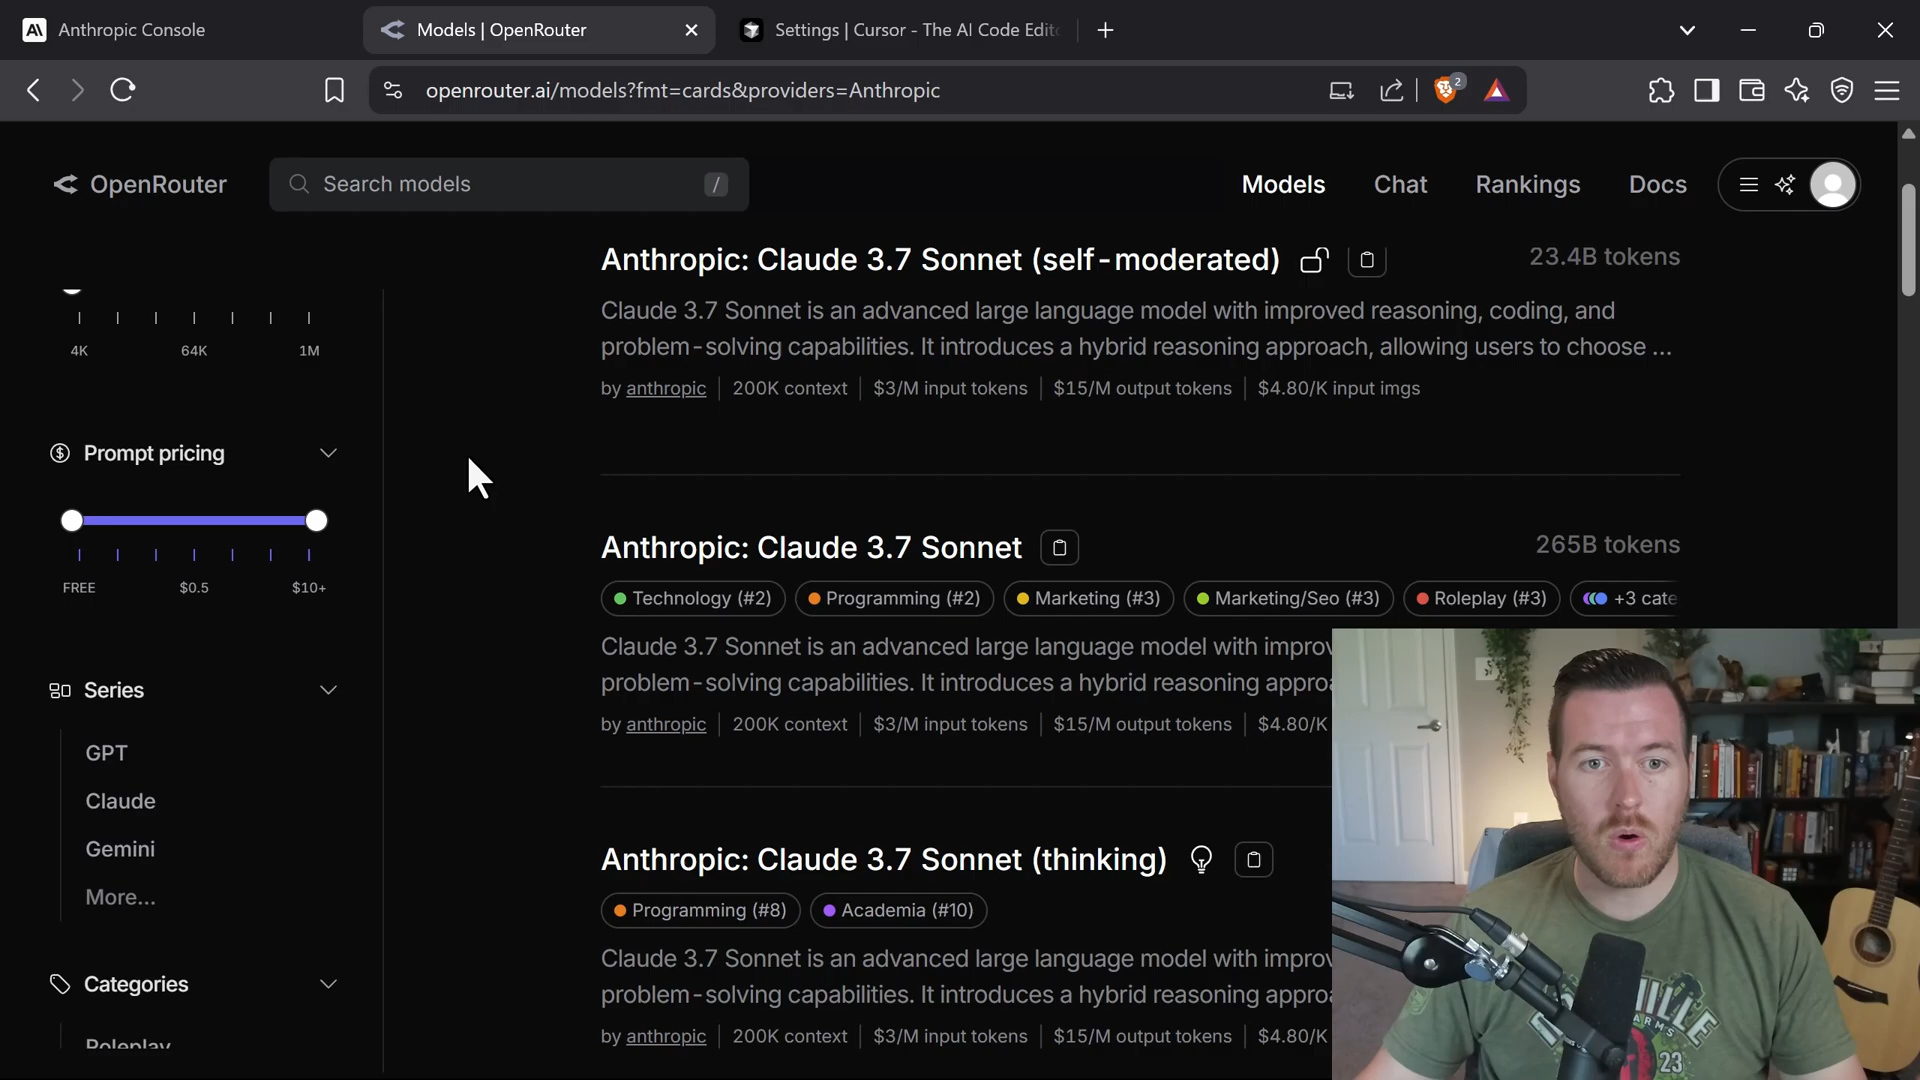 Anthropic Console
Models | OpenRouter
Settings | Cursor - The AI Code Edit
openrouter.ai/models?fmt=cards&providers=Anthropic
2
OpenRouter
Search models
/
Models
Chat
Rankings
Docs
4K
64K
1M
Prompt pricing
FREE
$0.5
$10+
Series
GPT
Claude
Gemini
More...
Categories
Roleplay
Anthropic: Claude 3.7 Sonnet (self-moderated)
23.4B tokens
Claude 3.7 Sonnet is an advanced large language model with improved reasoning, coding, and
problem-solving capabilities. It introduces a hybrid reasoning approach, allowing users to choose ...
by anthropic | 200K context | $3/M input tokens | $15/M output tokens | $4.80/K input imgs
Anthropic: Claude 3.7 Sonnet
265B tokens
Technology (#2)
Programming (#2)
Marketing (#3)
Marketing/Seo (#3)
Roleplay (#3)
+3 cate
Claude 3.7 Sonnet is an advanced large language model with improv
problem-solving capabilities. It introduces a hybrid reasoning appro
by anthropic | 200K context | $3/M input tokens | $15/M output tokens | $4.80/K
Anthropic: Claude 3.7 Sonnet (thinking)
Programming (#8)
Academia (#10)
Claude 3.7 Sonnet is an advanced large language model with improv
problem-solving capabilities. It introduces a hybrid reasoning appro
by anthropic | 200K context | $3/M input tokens | $15/M output tokens | $4.80/K
23